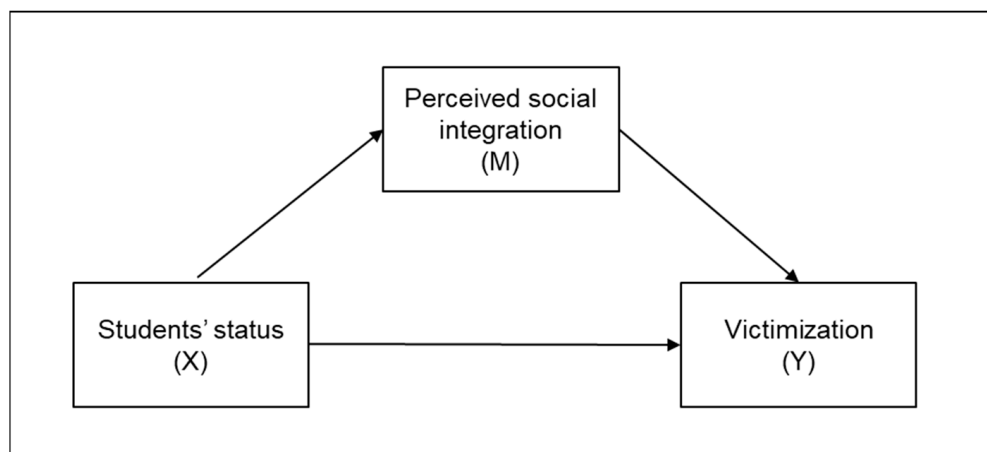 Perceived social
integration
(M)
Students’ status
(X)
Victimization
(Y)